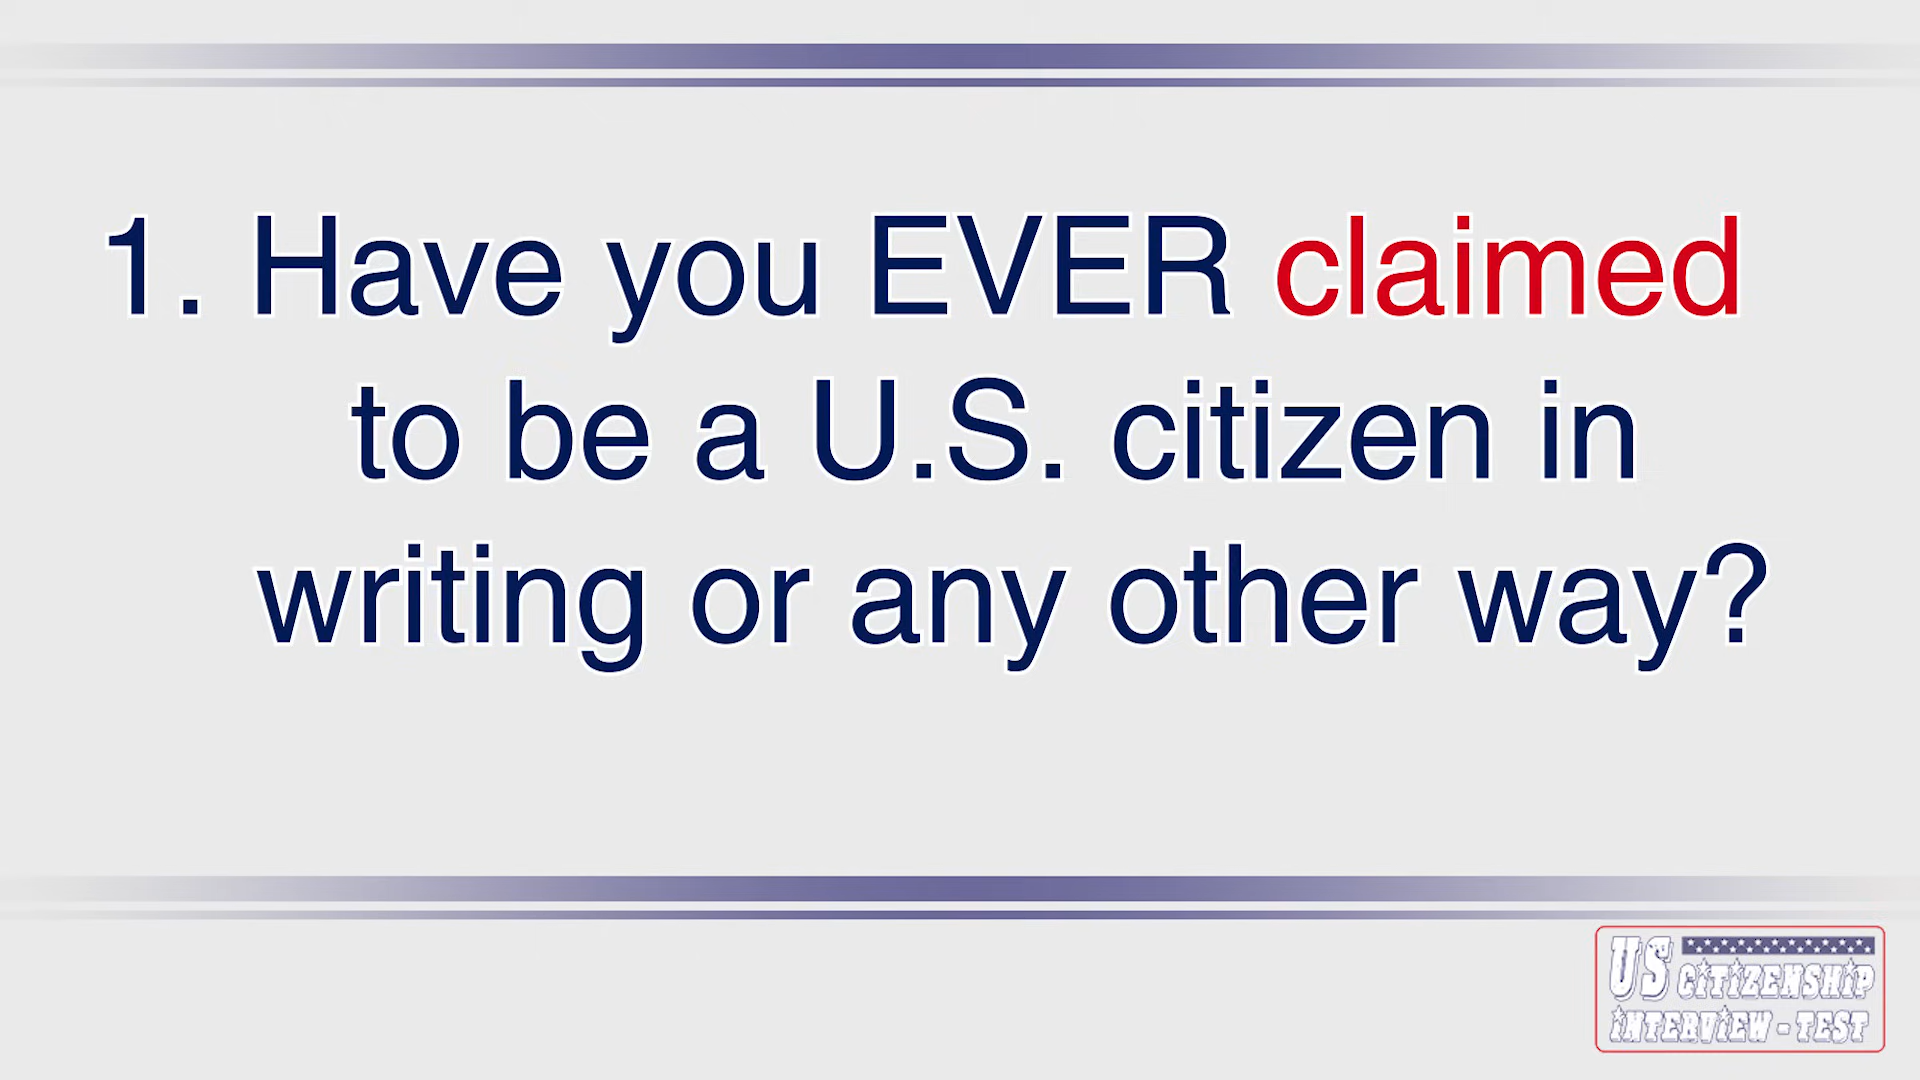 1. Have you EVER claimed
to be a U.S. citizen in
writing or any other way?
US CITIZENSHIP
INTERVIEW - TEST